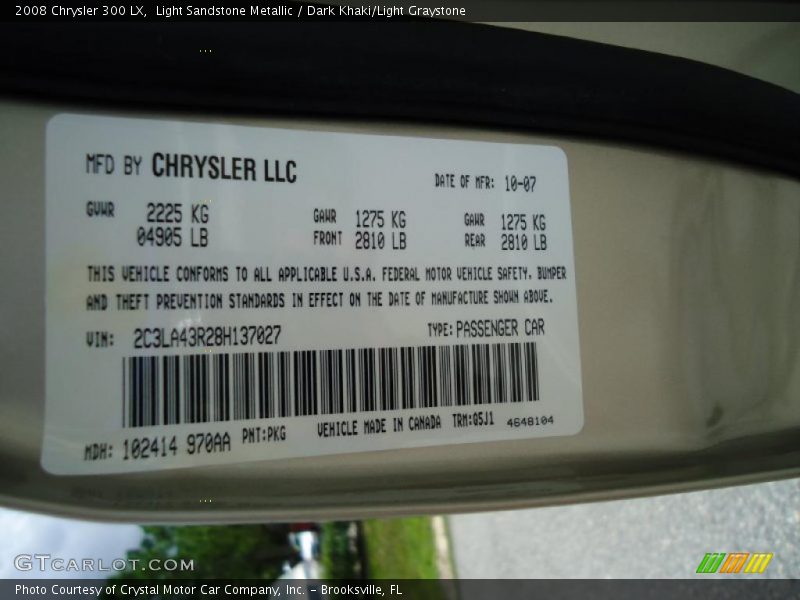 2008 Chrysler 300 LX,  Light Sandstone Metallic / Dark Khaki/Light Graystone
MFD BY CHRYSLER LLC
DATE OF MFR: 10-07
GVWR 2225 KG
04905 LB
GAWR 1275 KG
FRONT 2810 LB
GAWR 1275 KG
REAR 2810 LB
THIS VEHICLE CONFORMS TO ALL APPLICABLE U.S.A. FEDERAL MOTOR VEHICLE SAFETY. BUMPER
AND THEFT PREVENTION STANDARDS IN EFFECT ON THE DATE OF MANUFACTURE SHOWN ABOVE.
VIN: 2C3LA43R28H137027
TYPE: PASSENGER CAR
MDH: 102414 970AA PNT:PKG VEHICLE MADE IN CANADA TRM:Q5J1 4648104
GTCARLOT.COM
Photo Courtesy of Crystal Motor Car Company, Inc. – Brooksville, FL